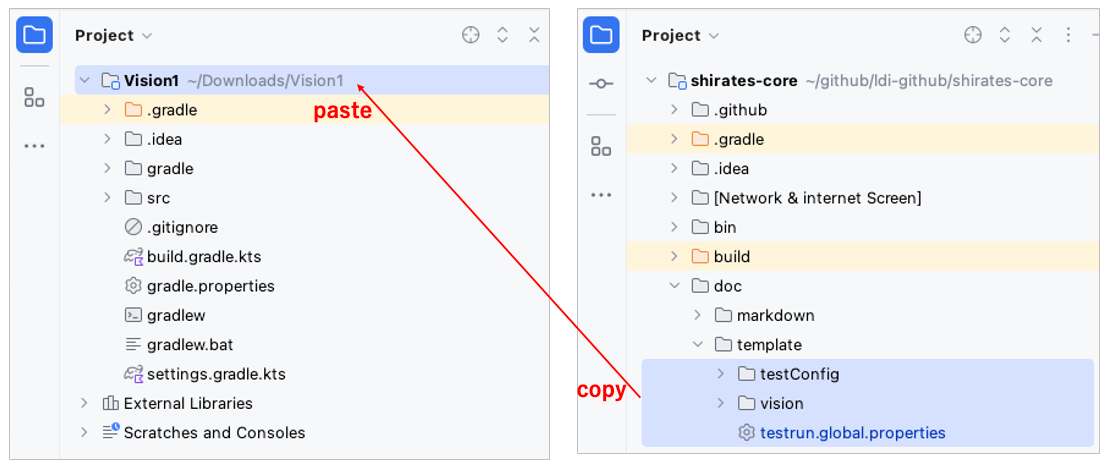 Project
Vision1 ~/Downloads/Vision1
paste
.gradle
.idea
gradle
src
.gitignore
build.gradle.kts
gradle.properties
gradlew
gradlew.bat
settings.gradle.kts
External Libraries
Scratches and Consoles
copy
Project
shirates-core ~/github/ldi-github/shirates-core
.github
.gradle
.idea
[Network & internet Screen]
bin
build
doc
markdown
template
testConfig
vision
testrun.global.properties